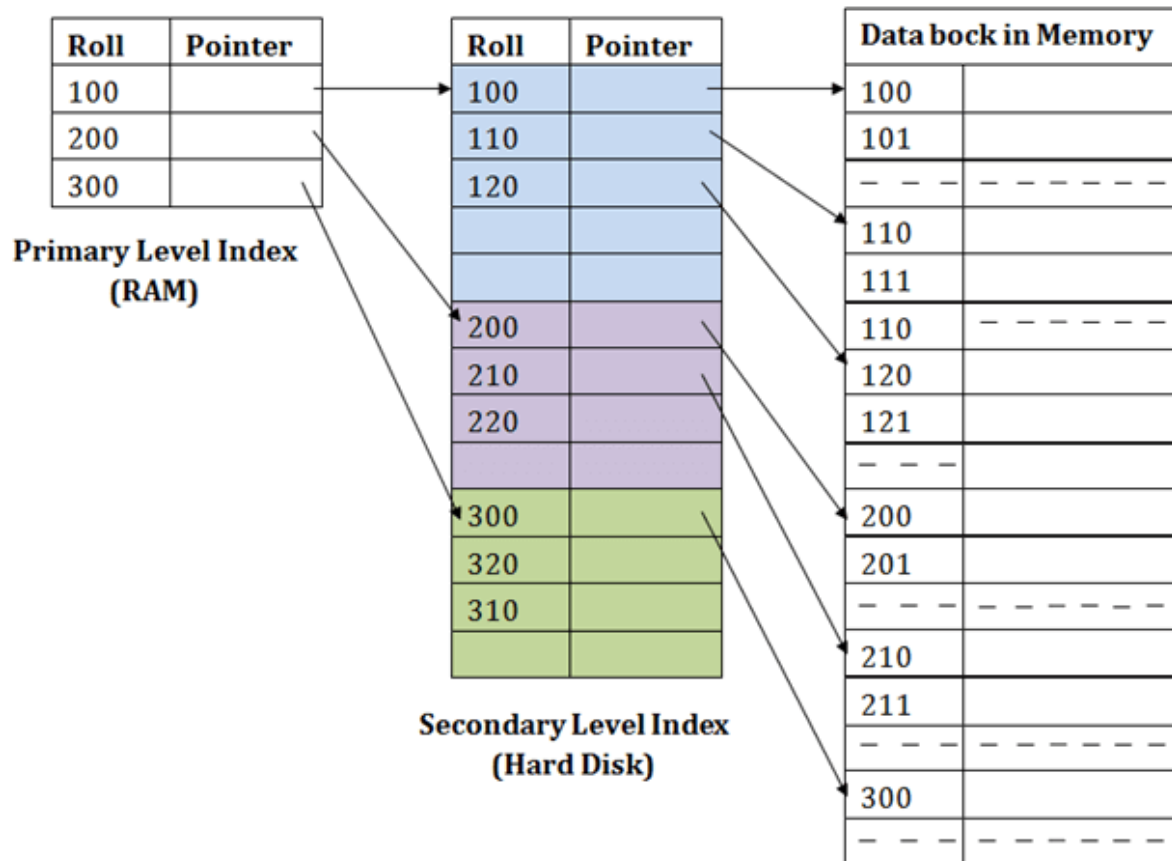 Roll Pointer
100
200
300
Primary Level Index
(RAM)
Roll Pointer
100
110
120
200
210
220
300
320
310
Secondary Level Index
(Hard Disk)
Data bock in Memory
100
101
— — — — — — — — —
110
111
110 — — — — — —
120
121
— — —
200
201
— — — — — — — — —
210
211
— — — — — — — — —
300
— — — — — — — — —